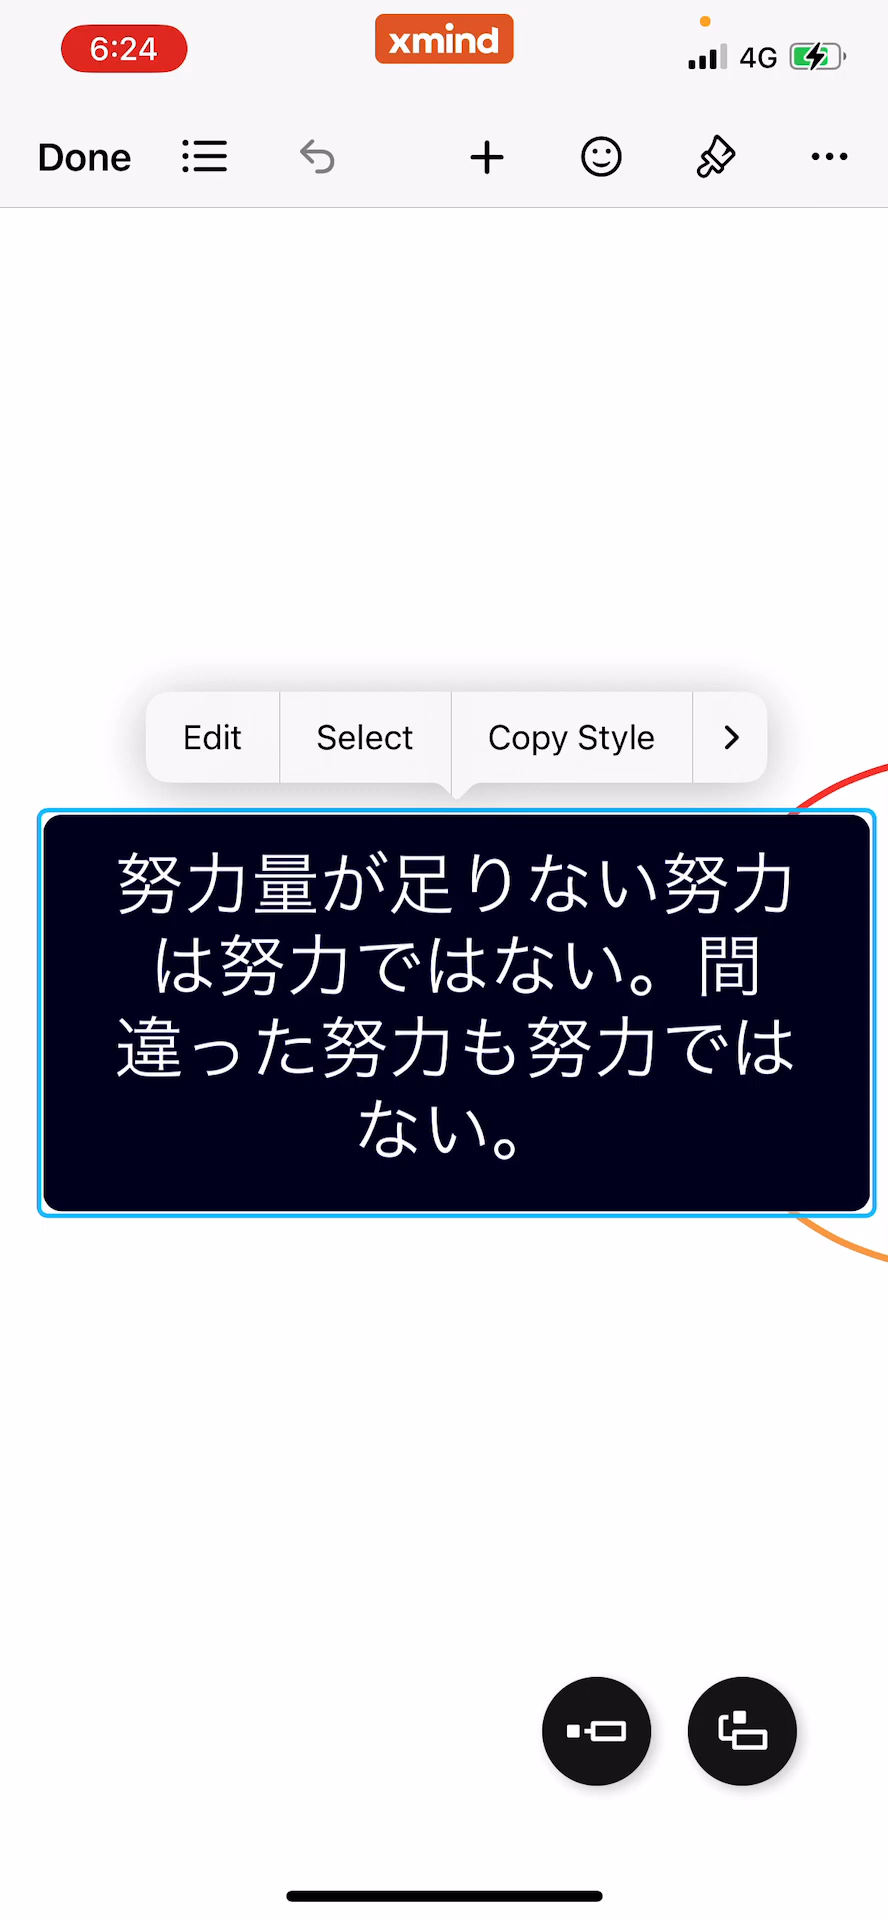 6:24
xmind
4G
Done
Edit
Select
Copy Style
努力量が足りない努力
は努力ではない。間
違った努力も努力では
ない。